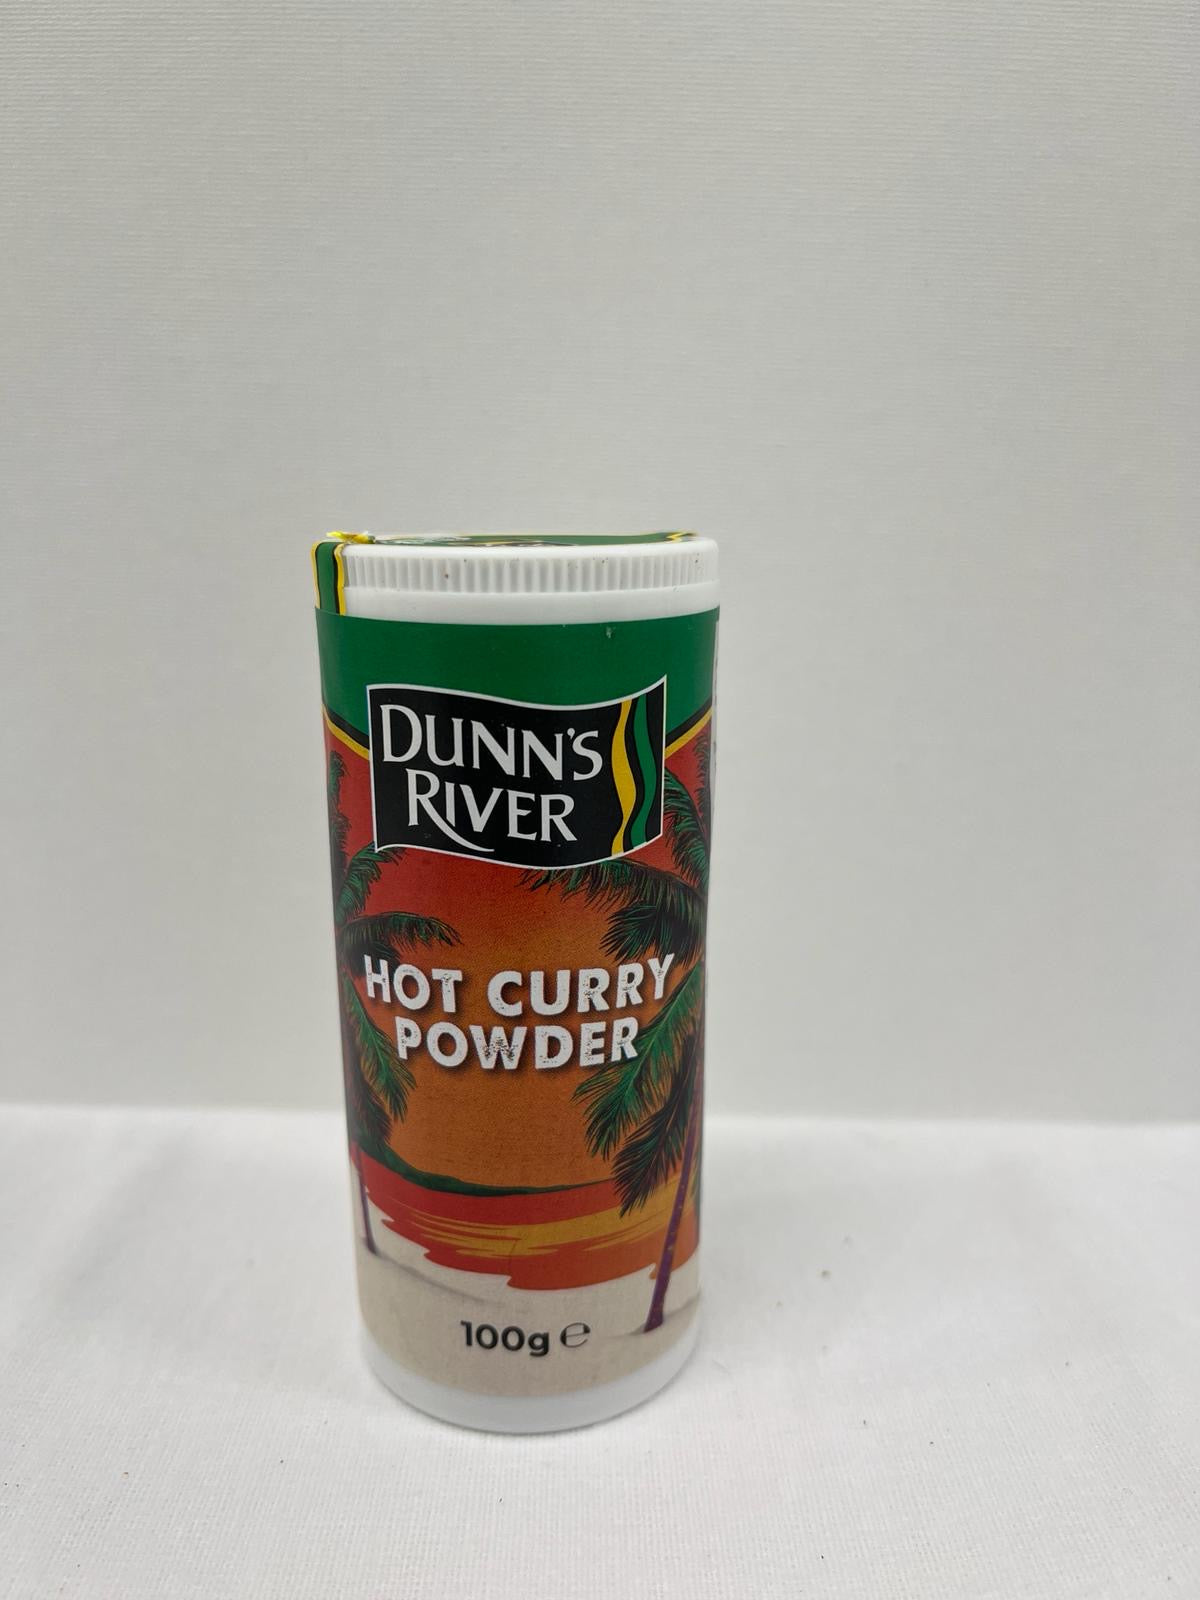 DUNN'S
RIVER
HOT CURRY
POWDER
100g ℮